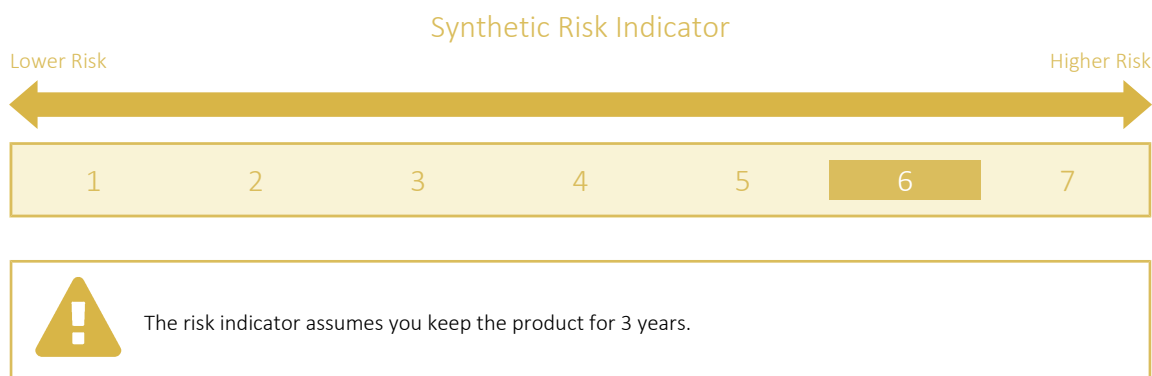 Synthetic Risk Indicator
Lower Risk Higher Risk
1 2 3 4 5 6 7
The risk indicator assumes you keep the product for 3 years.